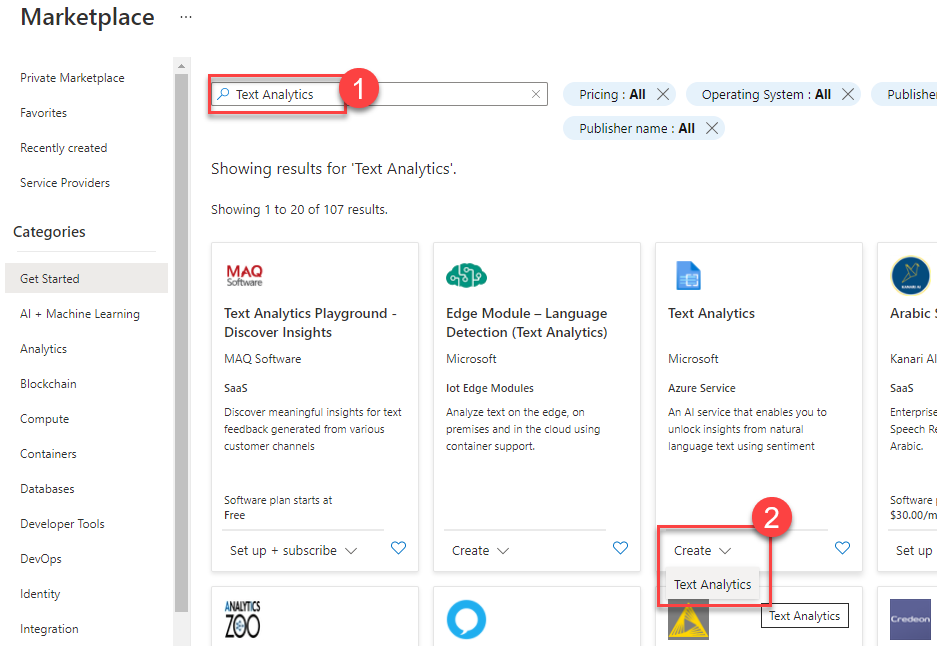 Marketplace ...
Private Marketplace
Favorites
Recently created
Service Providers
Categories
Get Started
AI + Machine Learning
Analytics
Blockchain
Compute
Containers
Databases
Developer Tools
DevOps
Identity
Integration
Text Analytics
1
Pricing : All
Operating System : All
Publisher
Publisher name : All
Showing results for 'Text Analytics'.
Showing 1 to 20 of 107 results.
MAQ
Software
Text Analytics Playground -
Discover Insights
MAQ Software
SaaS
Discover meaningful insights for text
feedback generated from various
customer channels
Software plan starts at
Free
Set up + subscribe
Edge Module – Language
Detection (Text Analytics)
Microsoft
Iot Edge Modules
Analyze text on the edge, on
premises and in the cloud using
container support.
Create
Text Analytics
Microsoft
Azure Service
An AI service that enables you to
unlock insights from natural
language text using sentiment
2
Create
Text Analytics
KANARI AI
Arabic S
Kanari AI
SaaS
Enterprise
Speech Re
Arabic.
Software p
$30.00/m
Set up
ANALYTICS
ZOO
Text Analytics
Credeon